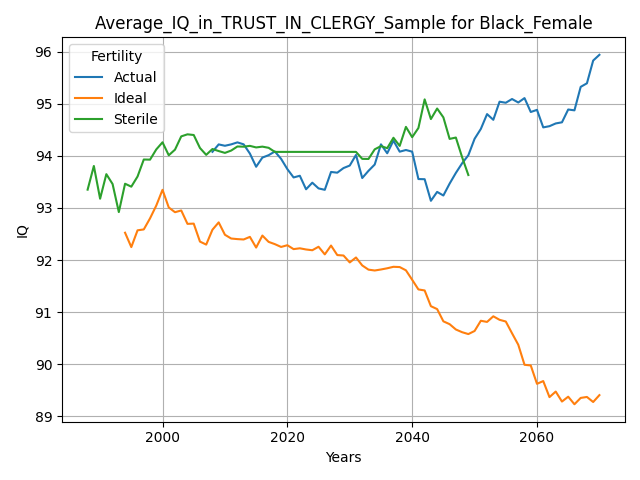 Average_IQ_in_TRUST_IN_CLERGY_Sample for Black_Female
Fertility
Actual
Ideal
Sterile
IQ
96
95
94
93
92
91
90
89
2000 2020 2040 2060
Years